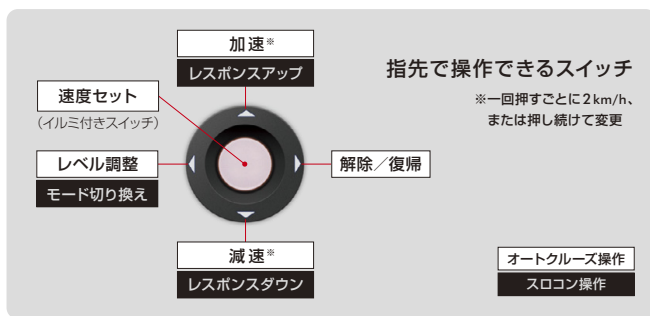 加速※
レスポンスアップ
指先で操作できるスイッチ
※一回押すごとに2km/h、
または押し続けて変更
速度セット
(イルミ付きスイッチ)
レベル調整
モード切り換え
解除/復帰
減速※
レスポンスダウン
オートクルーズ操作
スロコン操作